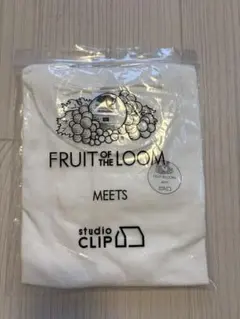 FRUIT OF THE LOOM
MEETS
studio
CLIP